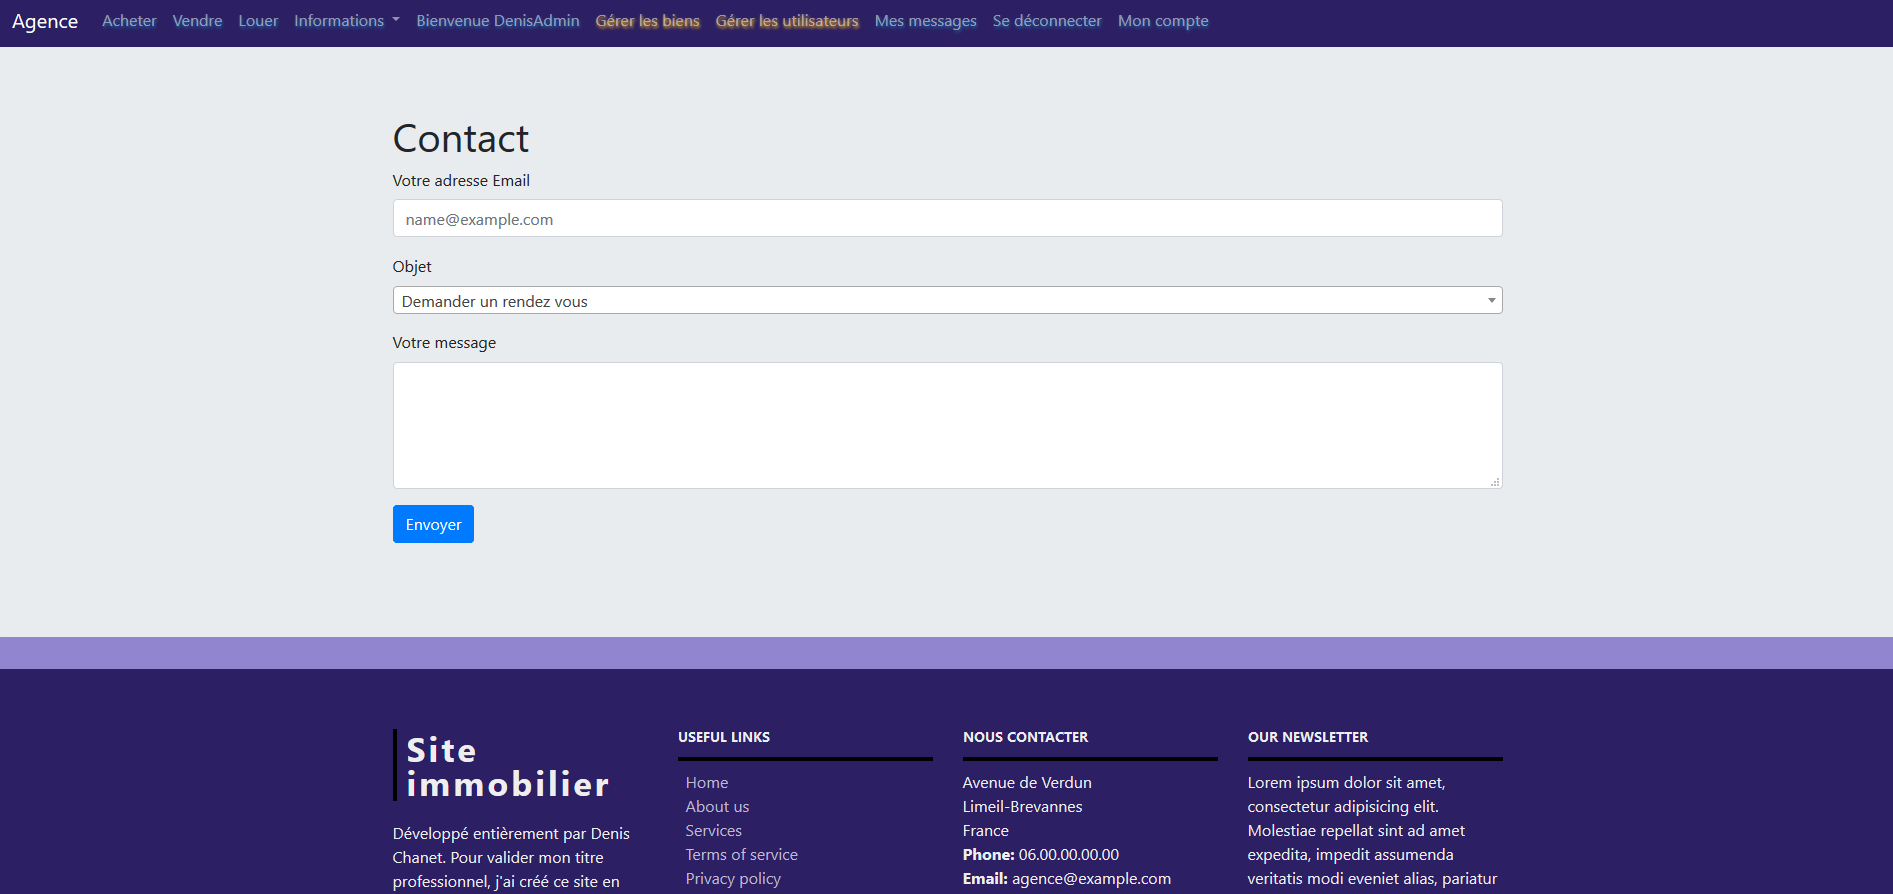 Agence Acheter Vendre Louer Informations Bienvenue DenisAdmin Gérer les biens Gérer les utilisateurs Mes messages Se déconnecter Mon compte
Contact
Votre adresse Email
name@example.com
Objet
Demander un rendez vous
Votre message
Envoyer
Site
immobilier
Développé entièrement par Denis
Chanet. Pour valider mon titre
professionnel, j'ai créé ce site en
USEFUL LINKS
Home
About us
Services
Terms of service
Privacy policy
NOUS CONTACTER
Avenue de Verdun
Limeil-Brevannes
France
Phone: 06.00.00.00.00
Email: agence@example.com
OUR NEWSLETTER
Lorem ipsum dolor sit amet,
consectetur adipisicing elit.
Molestiae repellat sint ad amet
expedita, impedit assumenda
veritatis modi eveniet alias, pariatur